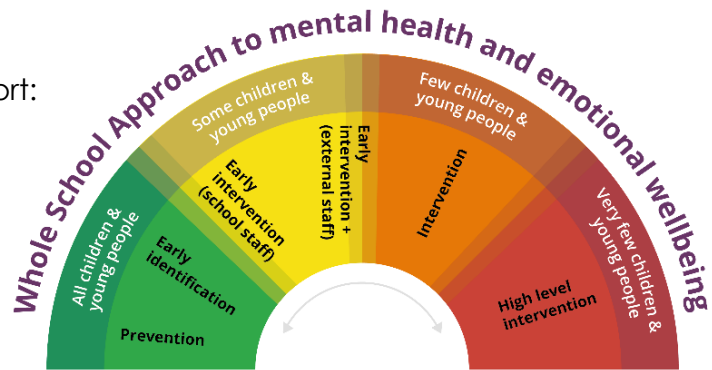 Whole School Approach to mental health and emotional wellbeing
ort:
All children &
young people
Some children &
young people
Few children &
young people
Very few children &
young people
Prevention
Early
identification
Early
intervention
(school staff)
Early
intervention +
(external staff)
Intervention
High level
intervention